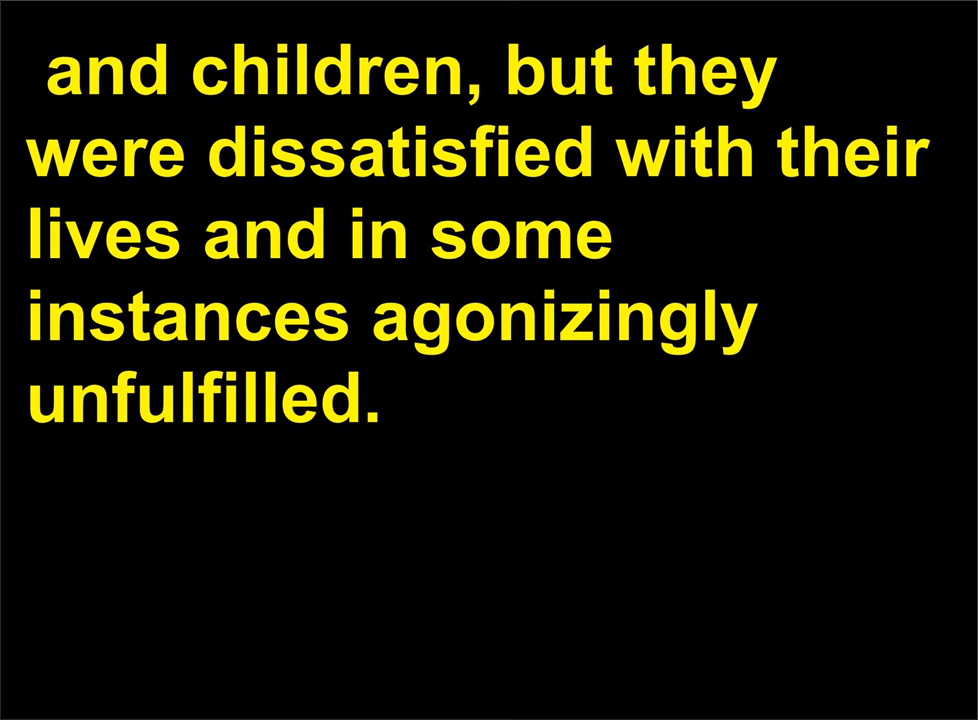 and children, but they
were dissatisfied with their
lives and in some
instances agonizingly
unfulfilled.